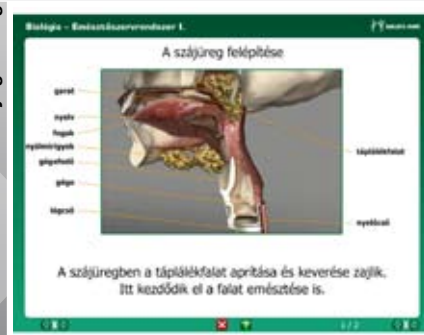 Biológia - Emésztőszervrendszer I.
A szájüreg felépítése
garat
nyelv
fogak
nyálmirigyek
gégefedő
gége
légcső
táplálékfalat
nyelőcső
A szájüregben a táplálékfalat aprítása és keverése zajlik.
Itt kezdődik el a falat emésztése is.
1 / 2